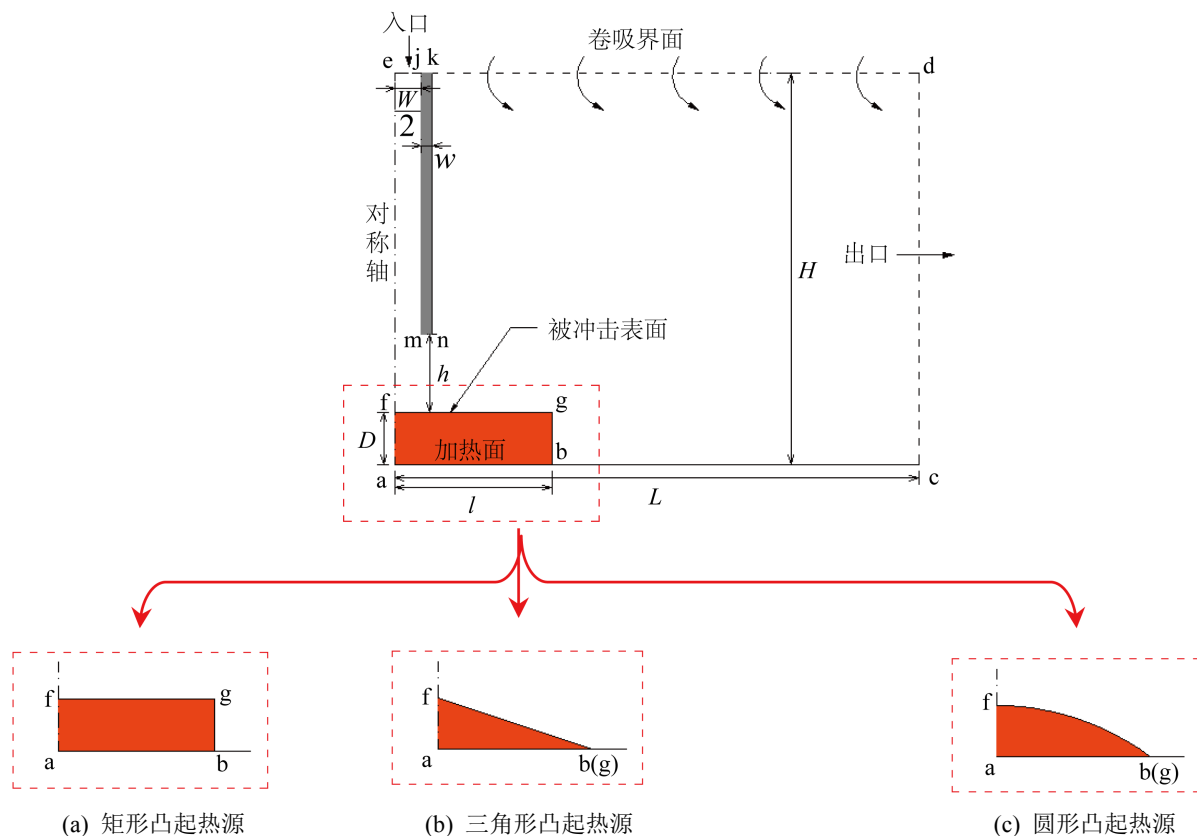 入口
卷吸界面
e j k d
W
2
w
对
称
轴
H
出口
m n
被冲击表面
h
f g
D
加热面
b
a c
l
L
f g
a b
f
a b(g)
f
a b(g)
(a) 矩形凸起热源
(b) 三角形凸起热源
(c) 圆形凸起热源